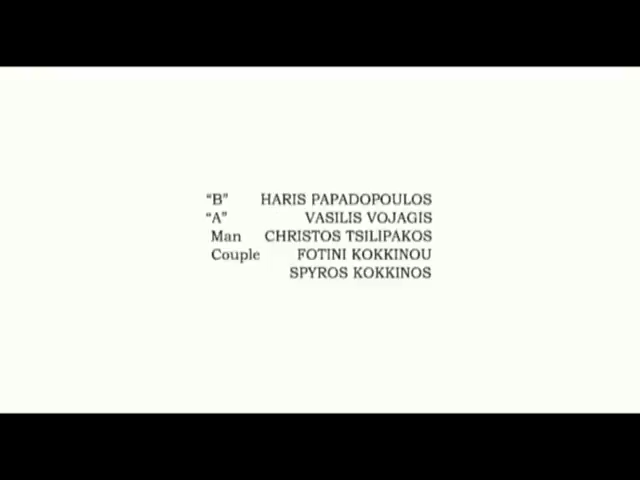 “B” HARIS PAPADOPOULOS
“A” VASILIS VOJAGIS
Man CHRISTOS TSILIPAKOS
Couple FOTINI KOKKINOU
SPYROS KOKKINOS